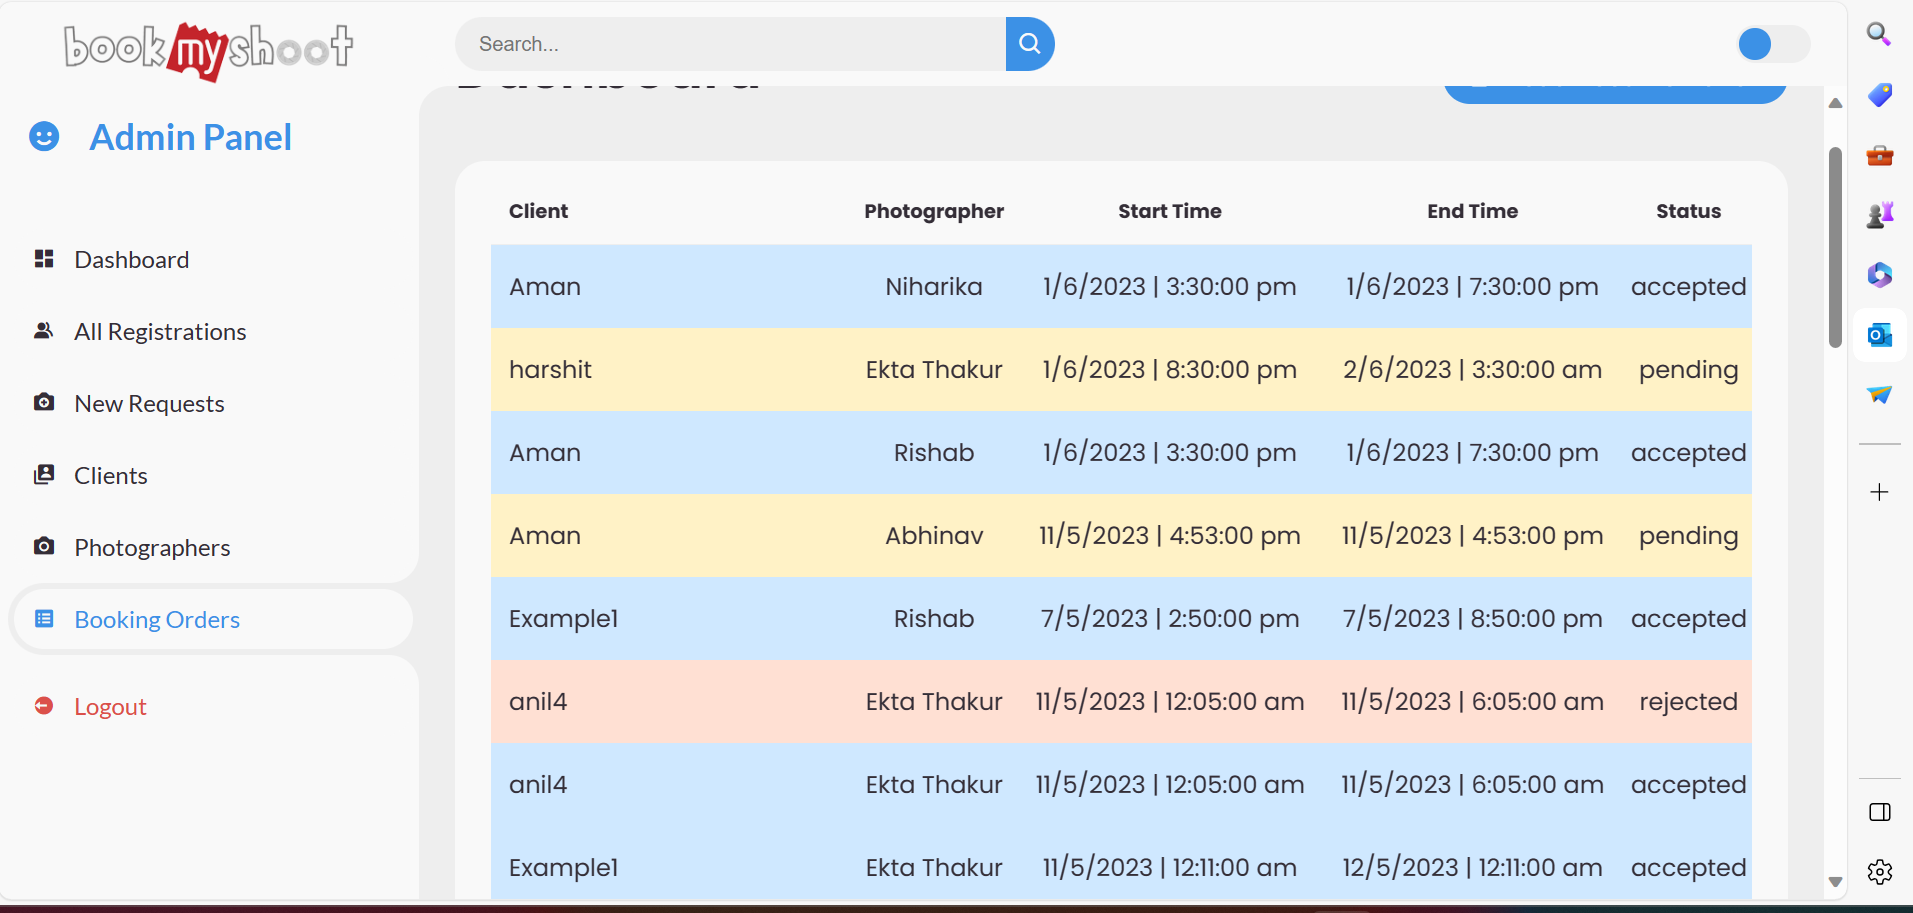 bookmyshoot
Search...
Admin Panel
Dashboard
All Registrations
New Requests
Clients
Photographers
Booking Orders
Logout
Dashboard
Client Photographer Start Time End Time Status
Aman Niharika 1/6/2023 | 3:30:00 pm 1/6/2023 | 7:30:00 pm accepted
harshit Ekta Thakur 1/6/2023 | 8:30:00 pm 2/6/2023 | 3:30:00 am pending
Aman Rishab 1/6/2023 | 3:30:00 pm 1/6/2023 | 7:30:00 pm accepted
Aman Abhinav 11/5/2023 | 4:53:00 pm 11/5/2023 | 4:53:00 pm pending
Example1 Rishab 7/5/2023 | 2:50:00 pm 7/5/2023 | 8:50:00 pm accepted
anil4 Ekta Thakur 11/5/2023 | 12:05:00 am 11/5/2023 | 6:05:00 am rejected
anil4 Ekta Thakur 11/5/2023 | 12:05:00 am 11/5/2023 | 6:05:00 am accepted
Example1 Ekta Thakur 11/5/2023 | 12:11:00 am 12/5/2023 | 12:11:00 am accepted